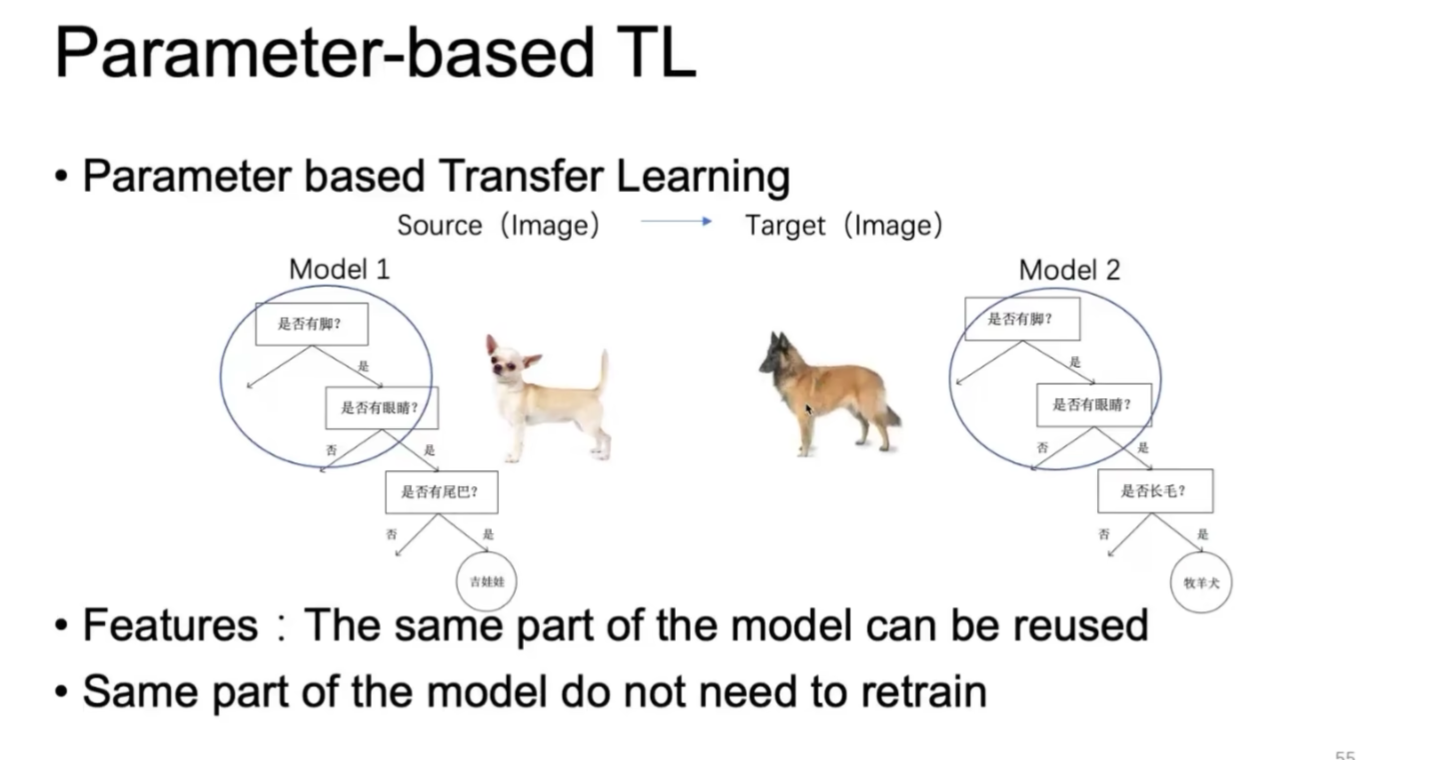 Parameter-based TL
• Parameter based Transfer Learning
Source（Image） Target（Image）
Model 1
Model 2
是否有脚？
是
是否有眼睛？
否 是
是否有尾巴？
否 是
吉娃娃
是否有脚？
是
是否有眼睛？
否 是
是否长毛？
否 是
牧羊犬
• Features：The same part of the model can be reused
• Same part of the model do not need to retrain
55